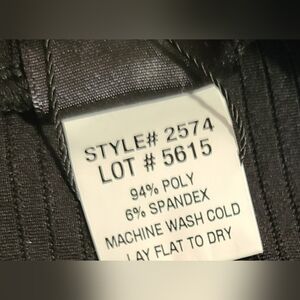 STYLE# 2574
LOT # 5615
94% POLY
6% SPANDEX
MACHINE WASH COLD
LAY FLAT TO DRY